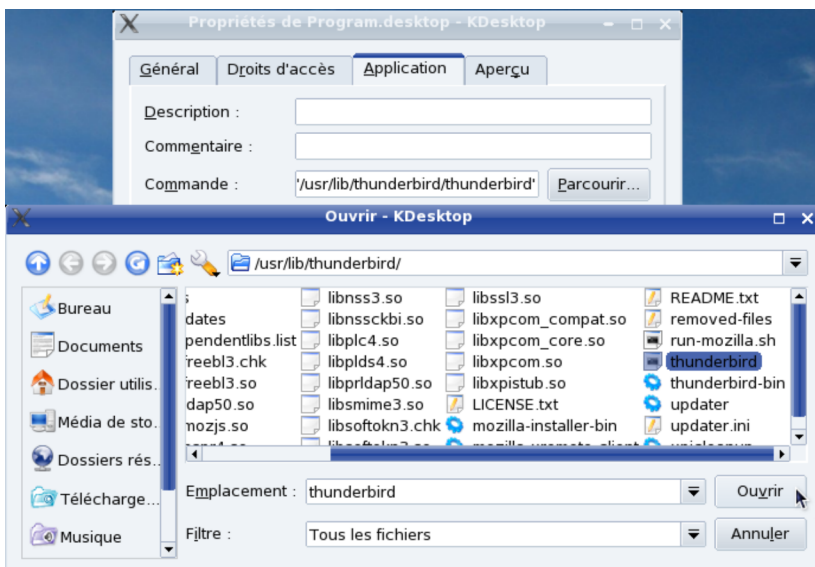 Propriétés de Program.desktop - KDesktop
Général Droits d'accès Application Aperçu
Description :
Commentaire :
Commande : '/usr/lib/thunderbird/thunderbird' Parcourir...
Ouvrir - KDesktop
/usr/lib/thunderbird/
Bureau
Documents
Dossier utilis.
Média de sto.
Dossiers rés..
Télécharge...
Musique
s libnss3.so libssl3.so README.txt
dates libnssckbi.so libxpcom_compat.so removed-files
pendentlibs.list libplc4.so libxpcom_core.so run-mozilla.sh
freebl3.chk libplds4.so libxpcom.so thunderbird
freebl3.so libprldap50.so libxpistub.so thunderbird-bin
dap50.so libsmime3.so LICENSE.txt updater
mozjs.so libsoftokn3.chk mozilla-installer-bin updater.ini
Emplacement : thunderbird Ouvrir
Filtre : Tous les fichiers Annuler